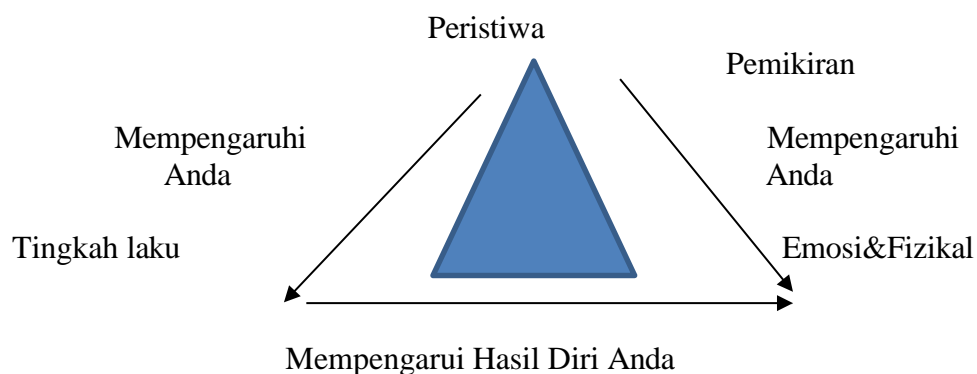 Peristiwa
Pemikiran
Mempengaruhi
Anda
Mempengaruhi
Anda
Tingkah laku
Emosi&Fizikal
Mempengarui Hasil Diri Anda